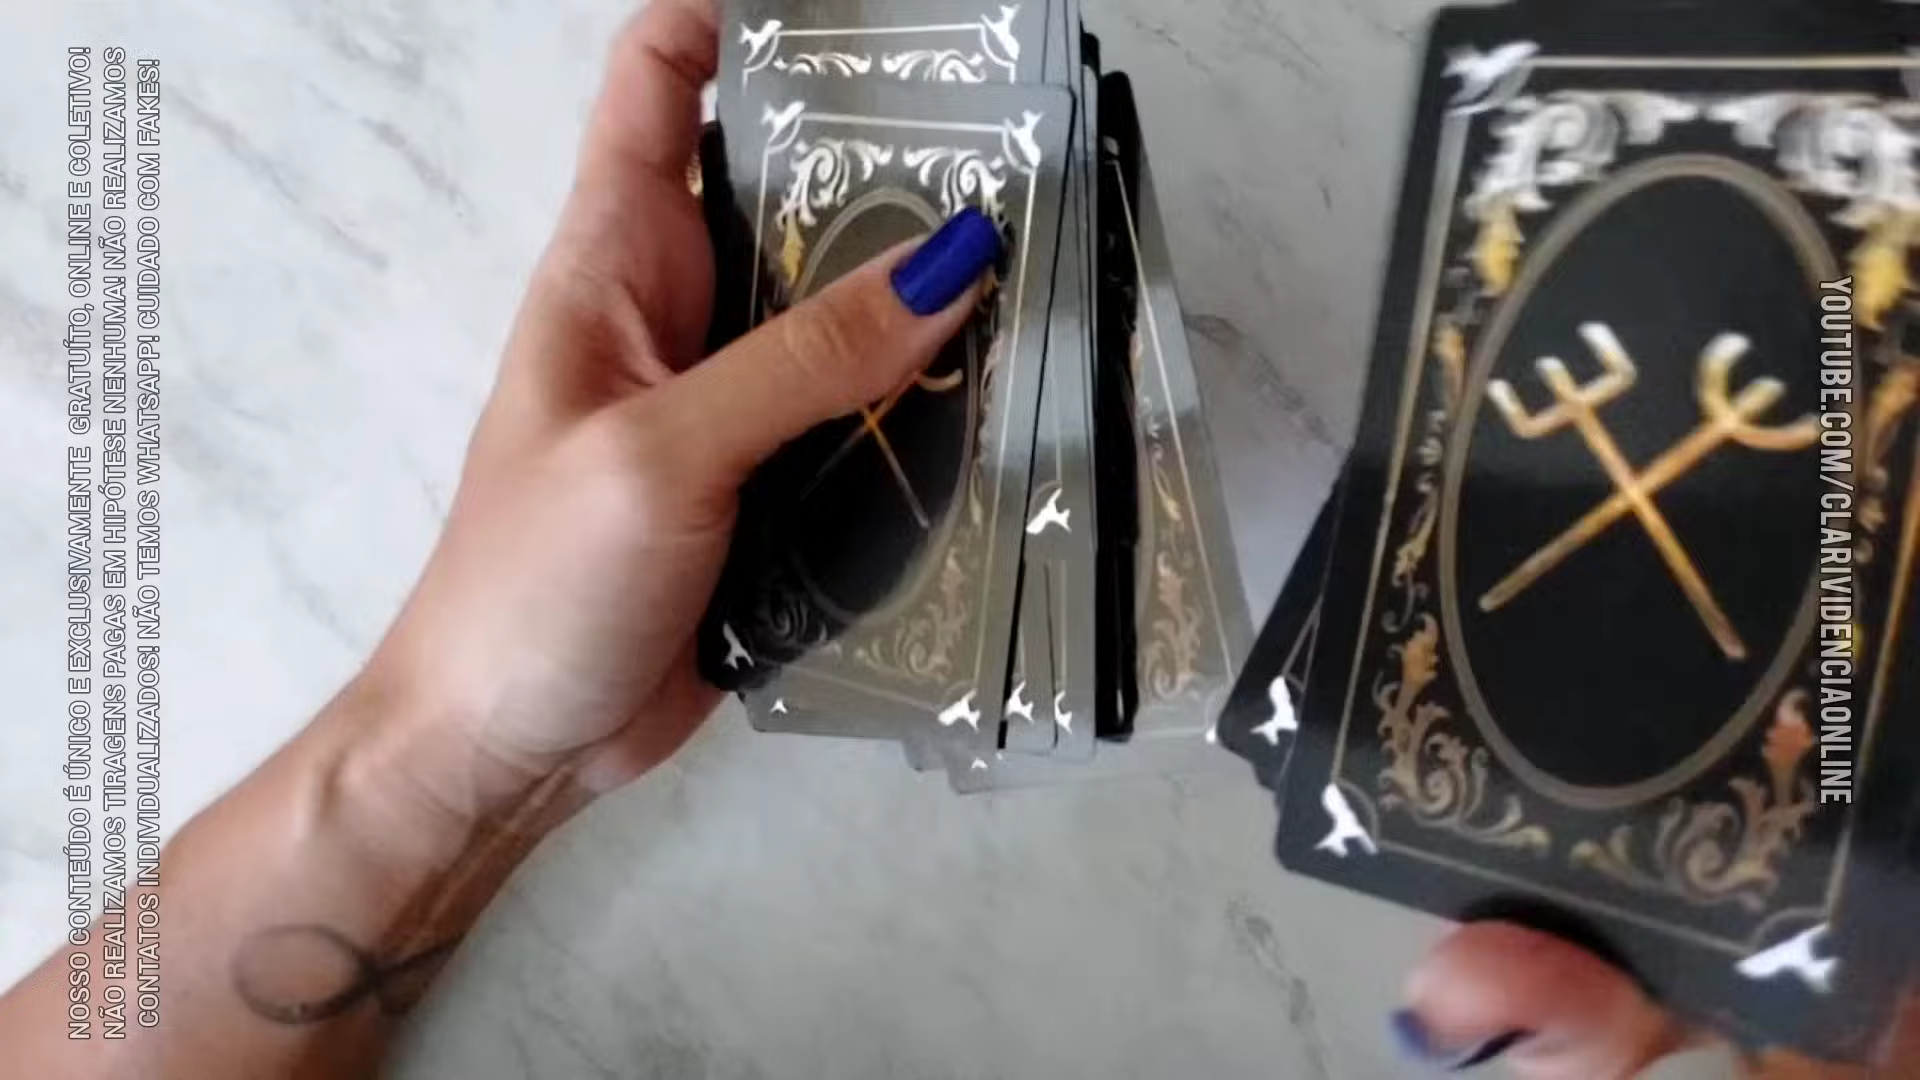 NOSSO CONTEÚDO É ÚNICO E EXCLUSIVAMENTE GRATUÍTO, ONLINE E COLETIVO!
NÃO REALIZAMOS TIRAGENS PAGAS EM HIPÓTESE NENHUMA! NÃO REALIZAMOS
CONTATOS INDIVIDUALIZADOS! NÃO TEMOS WHATSAPP! CUIDADO COM FAKES!
YOUTUBE.COM/CLARIVIDENCIAONLINE